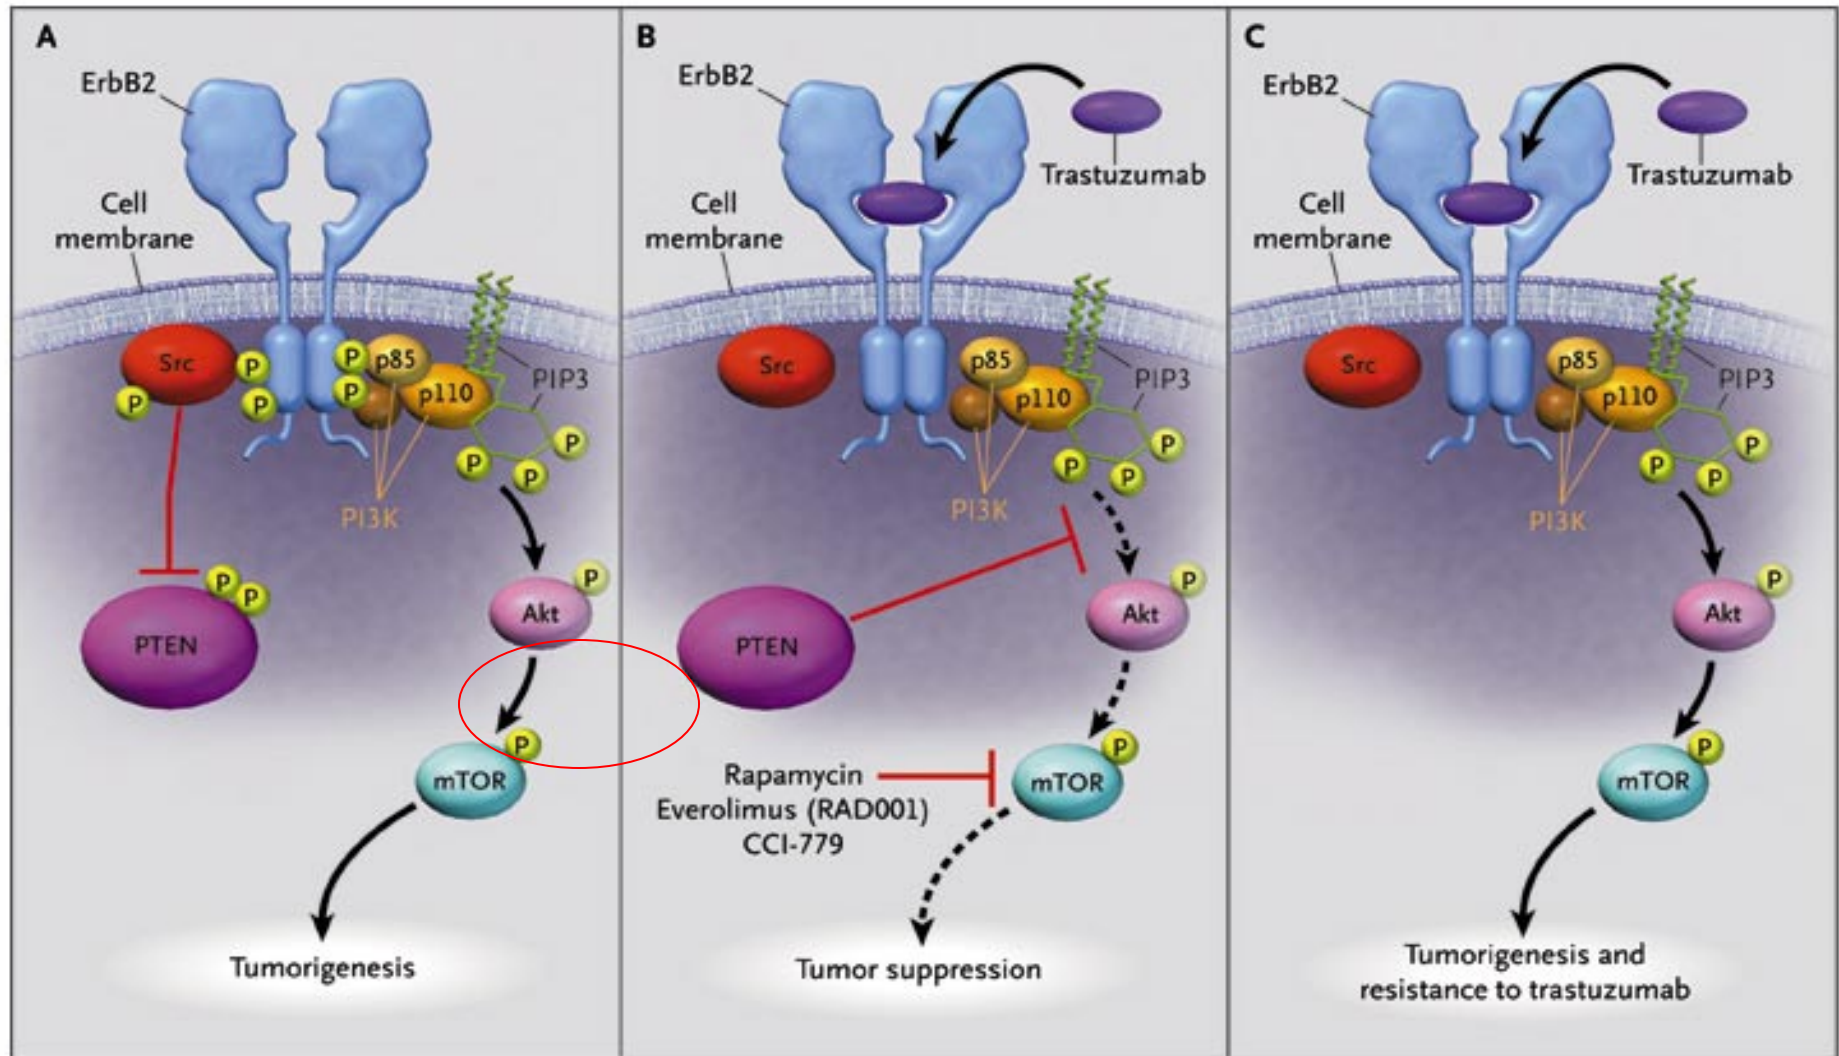 A
ErbB2
Cell
membrane
Src
P
P
P
P
P
p85
p110
PIP3
P
P
P
PI3K
P
P
PTEN
Akt
P
P
mTOR
Tumorigenesis
B
ErbB2
Trastuzumab
Cell
membrane
Src
p85
p110
PIP3
P
P
P
PI3K
PTEN
Akt
P
P
mTOR
Rapamycin
Everolimus (RAD001)
CCI-779
Tumor suppression
C
ErbB2
Trastuzumab
Cell
membrane
Src
p85
p110
PIP3
P
P
P
PI3K
Akt
P
P
mTOR
Tumorigenesis and
resistance to trastuzumab